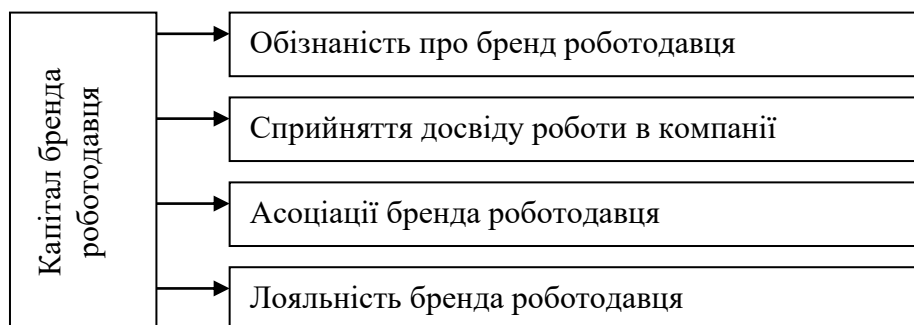 Капітал бренда
роботодавця
Обізнаність про бренд роботодавця
Сприйняття досвіду роботи в компанії
Асоціації бренда роботодавця
Лояльність бренда роботодавця